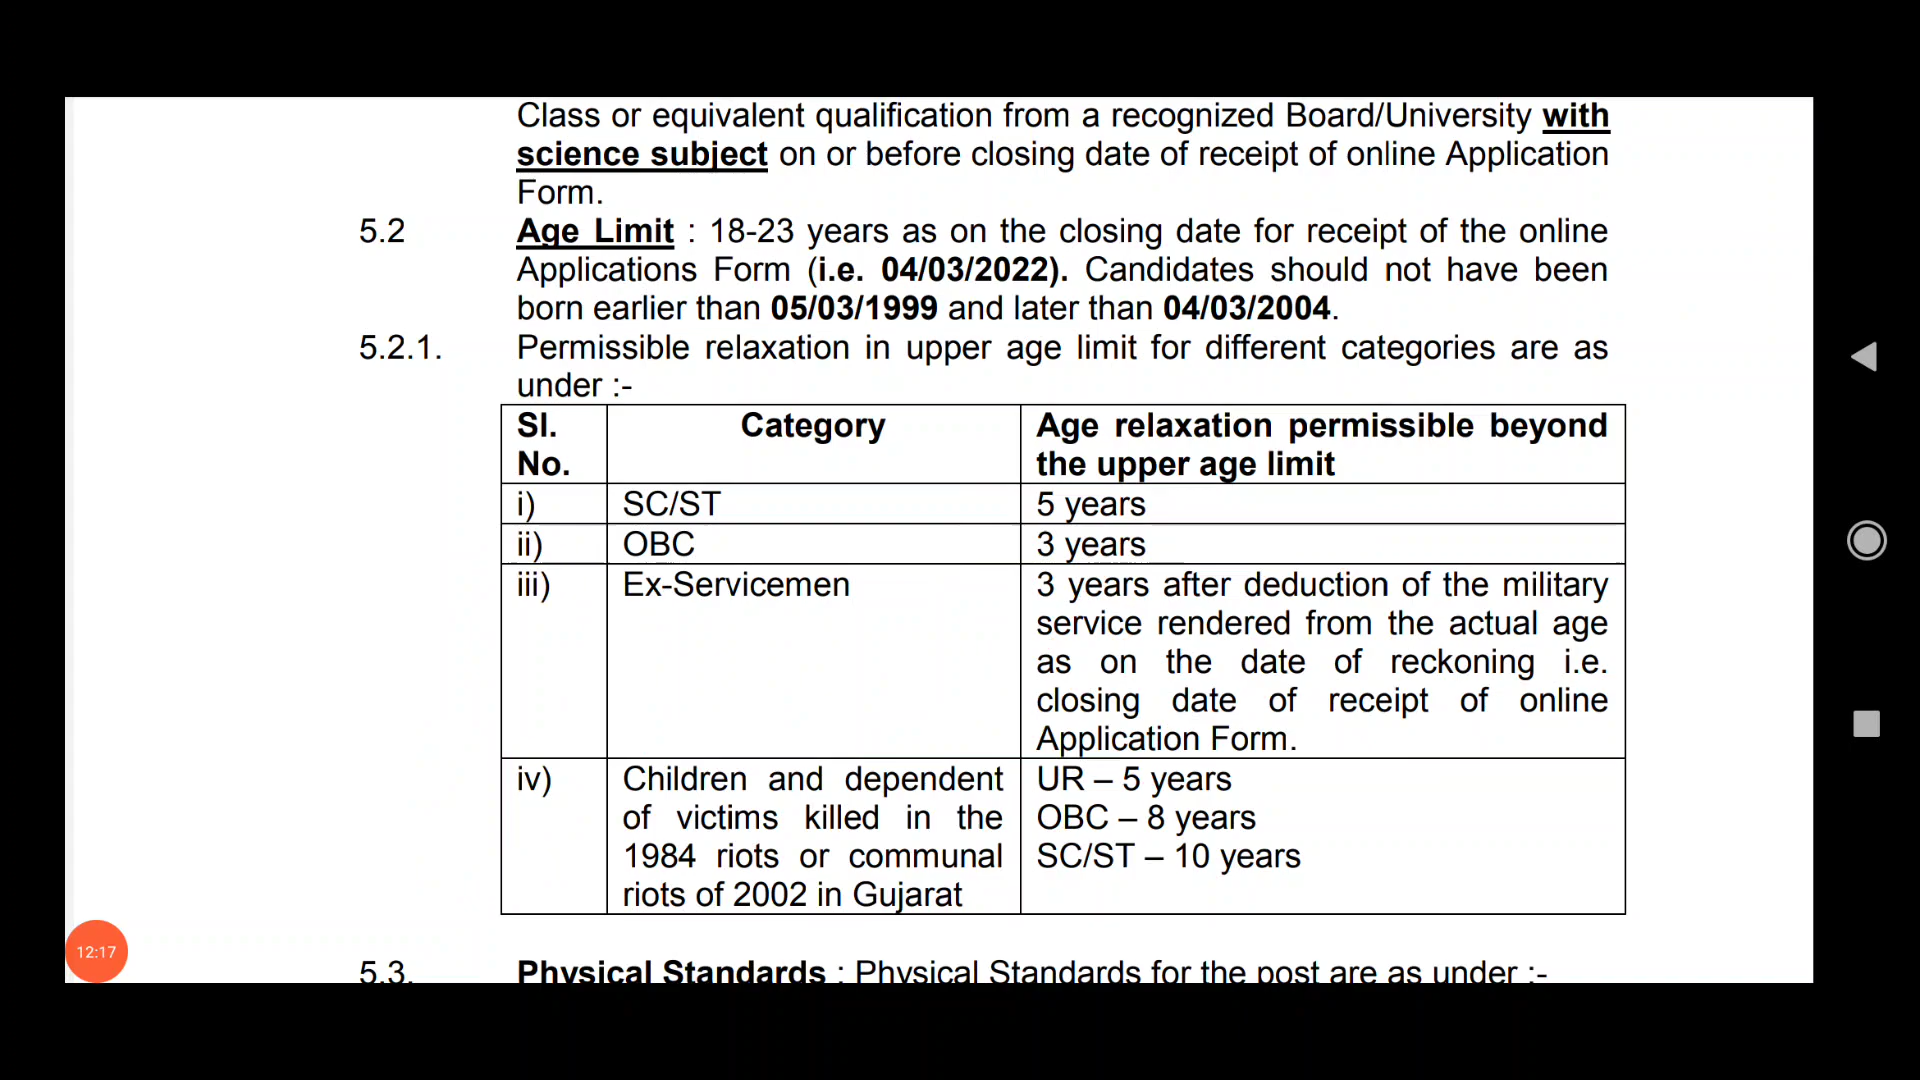 Class or equivalent qualification from a recognized Board/University with
science subject on or before closing date of receipt of online Application
Form.
5.2 Age Limit : 18-23 years as on the closing date for receipt of the online
Applications Form (i.e. 04/03/2022). Candidates should not have been
born earlier than 05/03/1999 and later than 04/03/2004.
5.2.1. Permissible relaxation in upper age limit for different categories are as
under :-
Sl. No. Category Age relaxation permissible beyond
the upper age limit
i) SC/ST 5 years
ii) OBC 3 years
iii) Ex-Servicemen 3 years after deduction of the military
service rendered from the actual age
as on the date of reckoning i.e.
closing date of receipt of online
Application Form.
iv) Children and dependent
of victims killed in the
1984 riots or communal
riots of 2002 in Gujarat
UR – 5 years
OBC – 8 years
SC/ST – 10 years
12:17
5.3. Physical Standards : Physical Standards for the post are as under :-